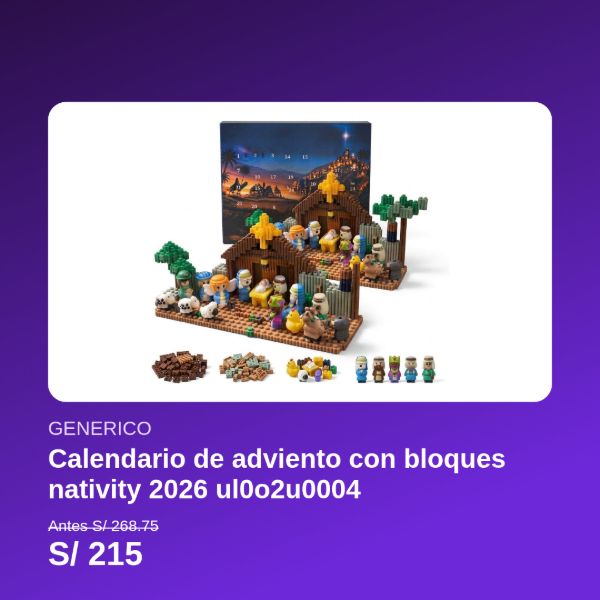 GENERICO
Calendario de adviento con bloques
nativity 2026 ul0o2u0004
Antes S/ 268.75
S/ 215